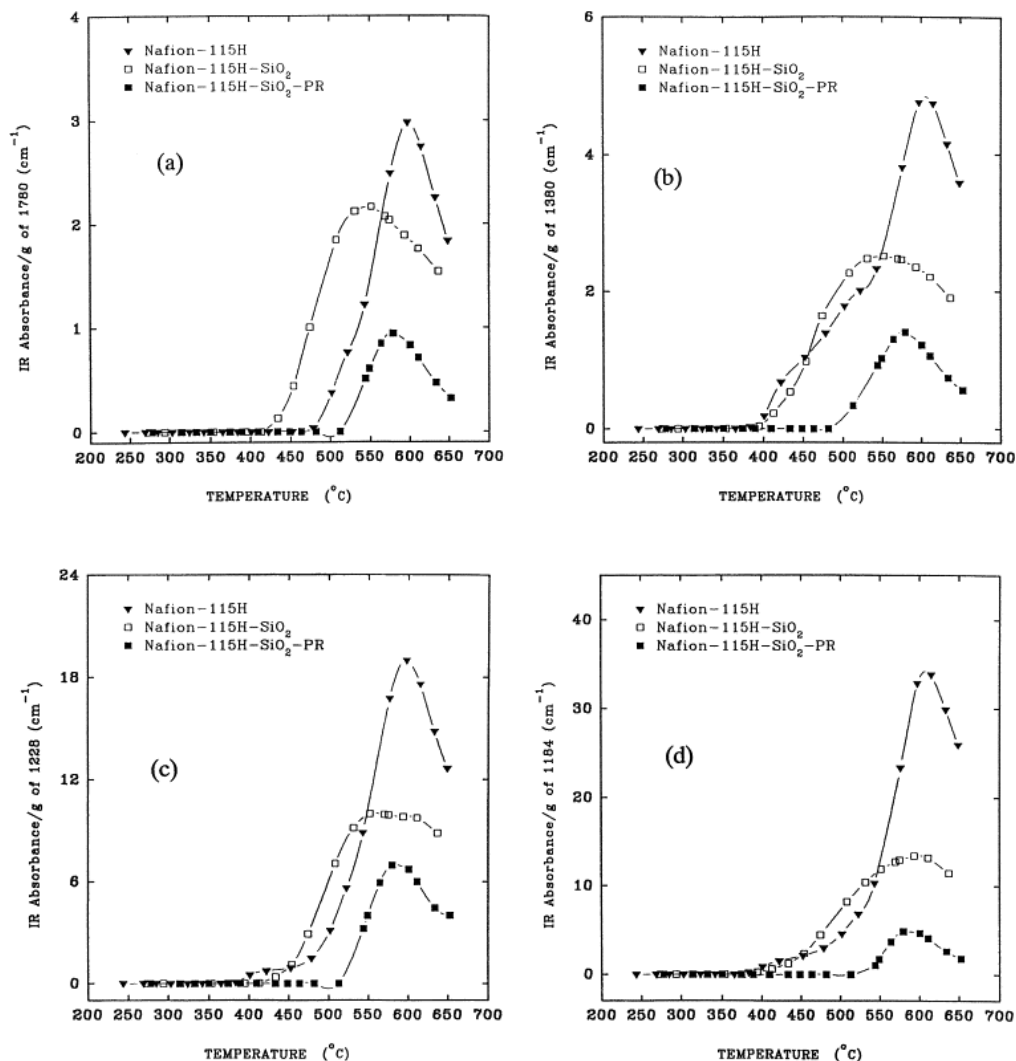 4
3
2
1
0
IR Absorbance/g of 1780 (cm⁻¹)
Nafion-115H
Nafion-115H-SiO₂
Nafion-115H-SiO₂-PR
(a)
200 250 300 350 400 450 500 550 600 650 700
TEMPERATURE (°C)
6
4
2
0
IR Absorbance/g of 1380 (cm⁻¹)
Nafion-115H
Nafion-115H-SiO₂
Nafion-115H-SiO₂-PR
(b)
200 250 300 350 400 450 500 550 600 650 700
TEMPERATURE (°C)
24
18
12
6
0
IR Absorbance/g of 1228 (cm⁻¹)
Nafion-115H
Nafion-115H-SiO₂
Nafion-115H-SiO₂-PR
(c)
200 250 300 350 400 450 500 550 600 650 700
TEMPERATURE (°C)
40
30
20
10
0
IR Absorbance/g of 1184 (cm⁻¹)
Nafion-115H
Nafion-115H-SiO₂
Nafion-115H-SiO₂-PR
(d)
200 250 300 350 400 450 500 550 600 650 700
TEMPERATURE (°C)